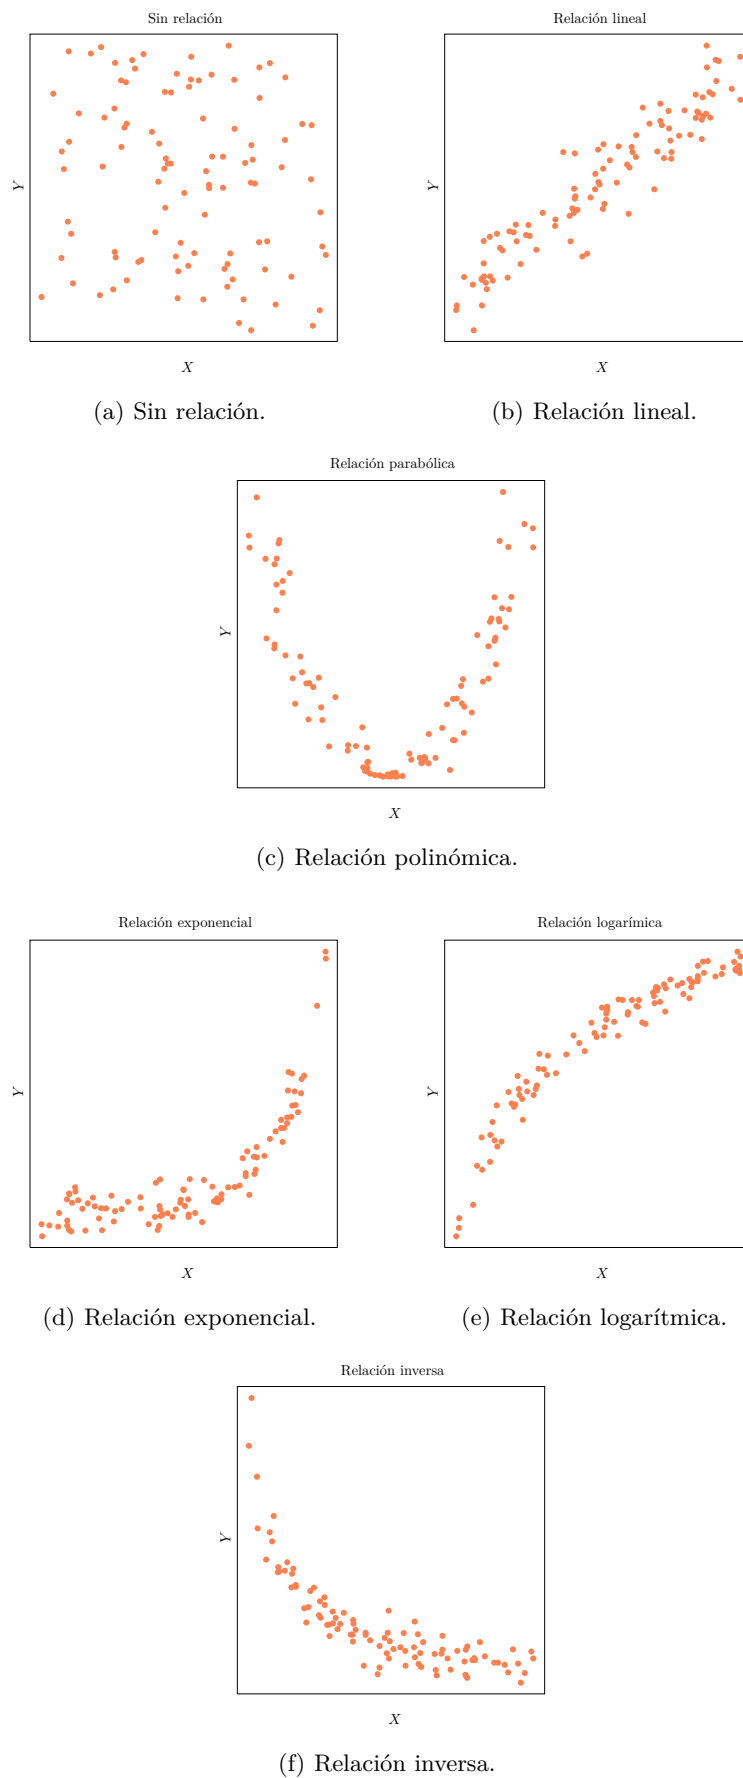 Sin relación
Relación lineal
Y
X
X
(a) Sin relación.
(b) Relación lineal.
Relación parabólica
Y
X
(c) Relación polinómica.
Relación exponencial
Relación logarímica
Y
Y
X
X
(d) Relación exponencial.
(e) Relación logarítmica.
Relación inversa
Y
X
(f) Relación inversa.
Y